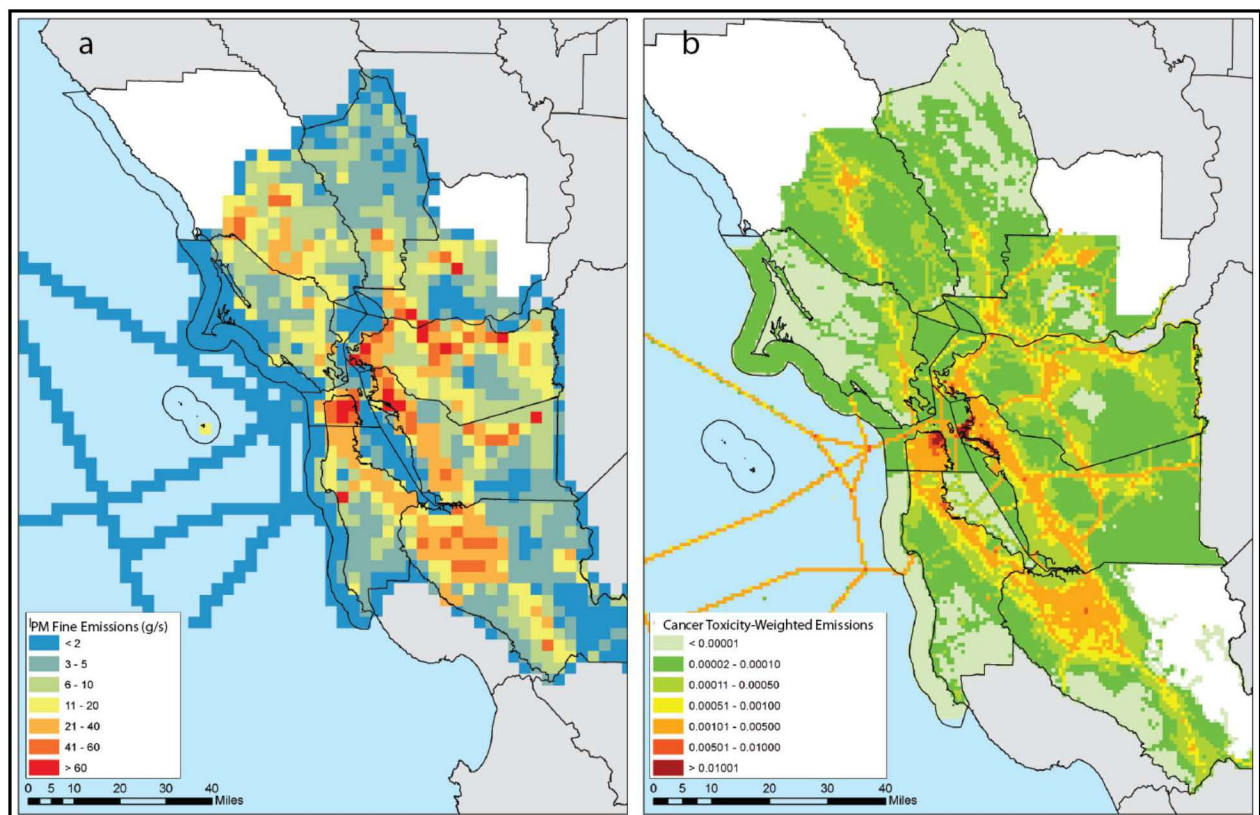 a
PM Fine Emissions (g/s)
< 2
3 - 5
6 - 10
11 - 20
21 - 40
41 - 60
> 60
0 5 10 20 30 40
Miles
b
Cancer Toxicity-Weighted Emissions
< 0.00001
0.00002 - 0.00010
0.00011 - 0.00050
0.00051 - 0.00100
0.00101 - 0.00500
0.00501 - 0.01000
> 0.01001
0 5 10 20 30 40
Miles